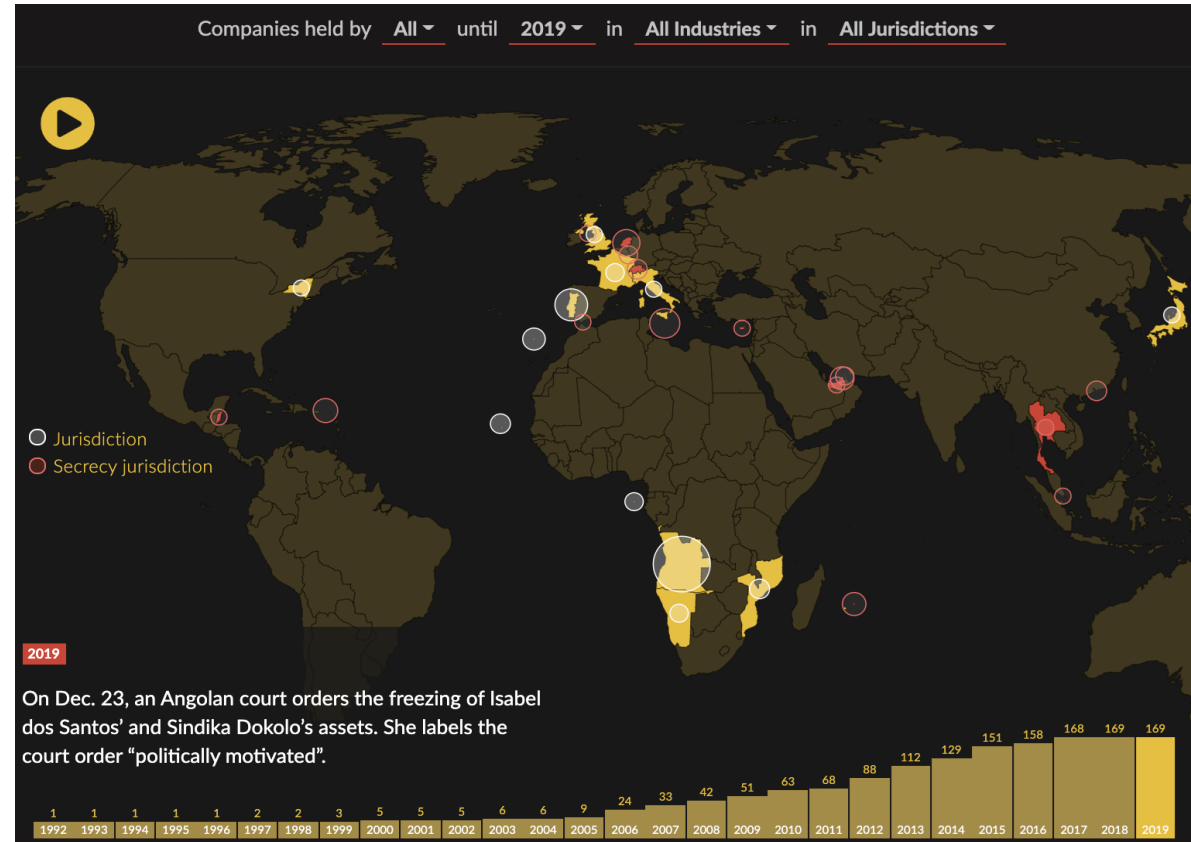 Companies held by All until 2019 in All Industries in All Jurisdictions
Jurisdiction
Secrecy jurisdiction
2019
On Dec. 23, an Angolan court orders the freezing of Isabel
dos Santos’ and Sindika Dokolo’s assets. She labels the
court order “politically motivated”.
1 1 1 1 2 2 3 5 5 5 6 6 9 24 33 42 51 63 68 88 112 129 151 158 168 169 169
1992 1993 1994 1995 1996 1997 1998 1999 2000 2001 2002 2003 2004 2005 2006 2007 2008 2009 2010 2011 2012 2013 2014 2015 2016 2017 2018 2019